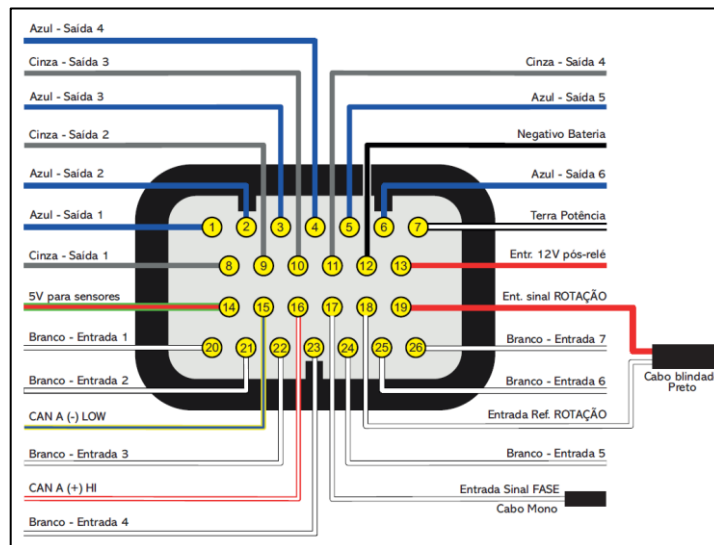 Azul - Saída 4
Cinza - Saída 3
Cinza - Saída 4
Azul - Saída 3
Azul - Saída 5
Cinza - Saída 2
Negativo Bateria
Azul - Saída 2
Azul - Saída 6
Azul - Saída 1
Terra Potência
1 2 3 4 5 6 7
Cinza - Saída 1
Entr. 12V pós-relé
8 9 10 11 12 13
5V para sensores
Ent. sinal ROTAÇÃO
14 15 16 17 18 19
Branco - Entrada 1
Branco - Entrada 7
20 21 22 23 24 25 26
Branco - Entrada 2
Branco - Entrada 6
Cabo blindado
Preto
CAN A (-) LOW
Entrada Ref. ROTAÇÃO
Branco - Entrada 3
Branco - Entrada 5
CAN A (+) HI
Entrada Sinal FASE
Cabo Mono
Branco - Entrada 4